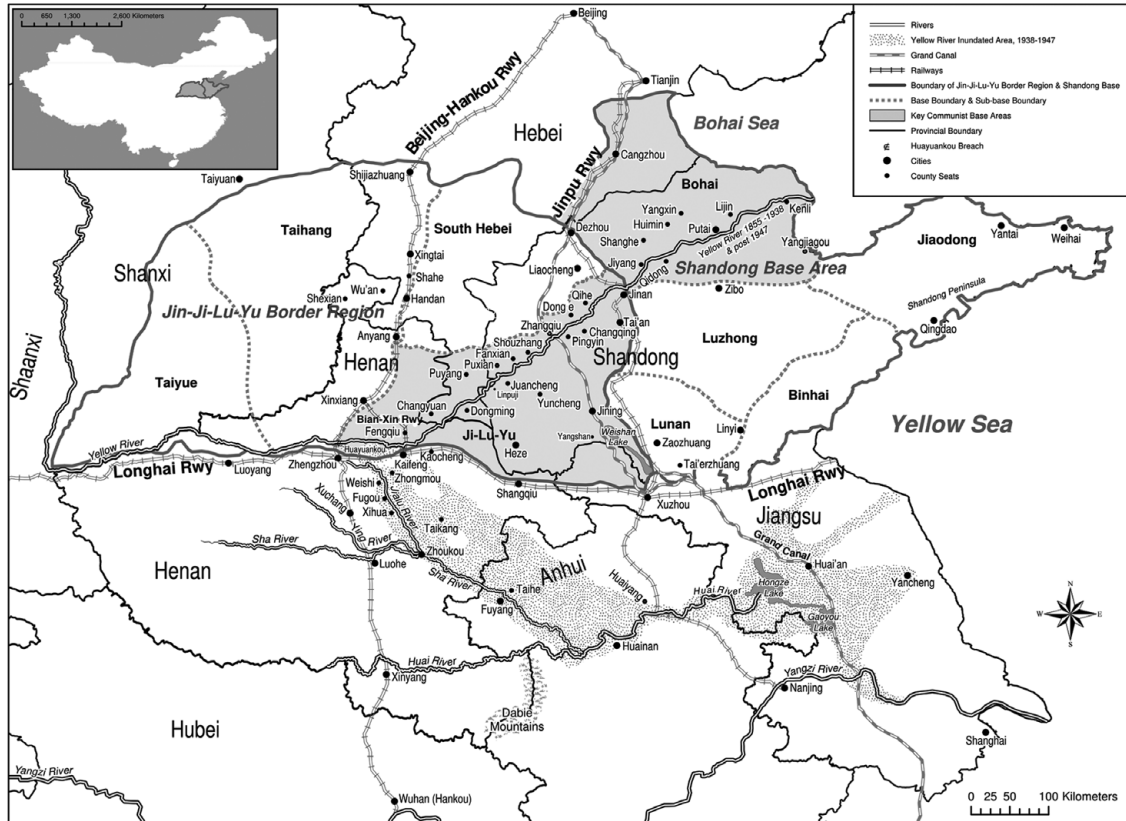 0 650 1,300 2,600 Kilometers
Rivers
Yellow River Inundated Area, 1938-1947
Grand Canal
Railways
Boundary of Jin-Ji-Lu-Yu Border Region & Shandong Base
Base Boundary & Sub-base Boundary
Key Communist Base Areas
Provincial Boundary
Huayuankou Breach
Cities
County Seats
Beijing
Tianjin
Beijing-Hankou Rwy
Hebei
Bohai Sea
Cangzhou
Jinpu Rwy
Taiyuan
Shijiazhuang
Bohai
Yangxin
Lijin
Kenli
Huimin
Putai
Dezhou
Shanghe
Yellow River 1855 -1938
& post 1947
Yangjiagou
Jiaodong
Yantai
Weihai
Taihang
South Hebei
Shanxi
Xingtai
Liaocheng
Jiyang
Qidong
Shandong Base Area
Shahe
Wu'an
Shexian
Handan
Jin-Ji-Lu-Yu Border Region
Qihe
Jinan
Zibo
Shandong Peninsula
Dong e
Qingdao
Anyang
Zhangqiu
Tai'an
Changqing
Pingyin
Shandong
Luzhong
Shaanxi
Henan
Shouzhang
Fanxian
Puxian
Puyang
Taiyue
Juancheng
Linpuji
Yuncheng
Binhai
Xinxiang
Changyuan
Dongming
Jining
Yellow Sea
Bian-Xin Rwy
Fengqiu
Ji-Lu-Yu
Weishan
Lake
Lunan
Linyi
Yangshan
Zaozhuang
Yellow River
Huayuankou
Heze
Longhai Rwy
Luoyang
Zhengzhou
Kaifeng
Kaocheng
Tai'erzhuang
Zhongmou
Weishi
Shangqiu
Xuzhou
Longhai Rwy
Jiangsu
Xuchang
Fugou
Jialu River
Xihua
Taikang
Ying River
Sha River
Zhoukou
Grand Canal
Henan
Luohe
Sha River
Anhui
Huai'an
Hongze
Lake
Yancheng
Taihe
Fuyang
Huaiyang
Huai River
Gaoyou
Lake
N
W
E
S
Huainan
Huai River
Xinyang
Yangzi River
Nanjing
Dabie
Mountains
Hubei
Shanghai
Yangzi River
Wuhan (Hankou)
0 25 50 100 Kilometers